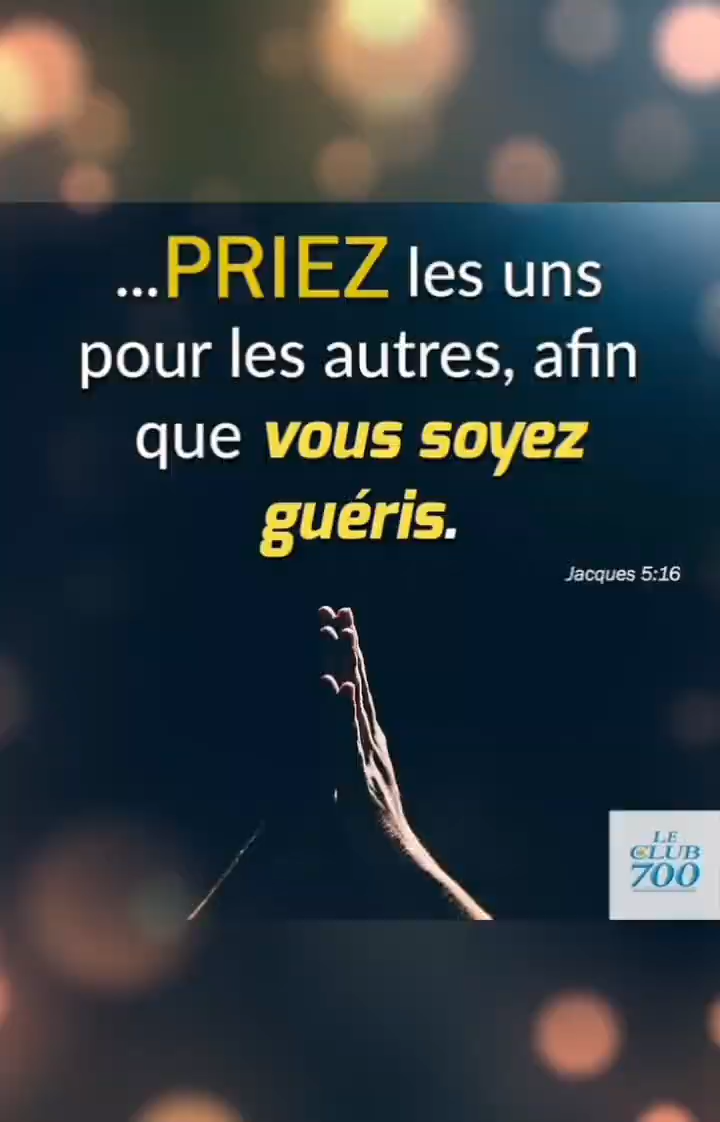 ...PRIEZ les uns
pour les autres, afin
que vous soyez
guéris.
Jacques 5:16
LE
CLUB
700